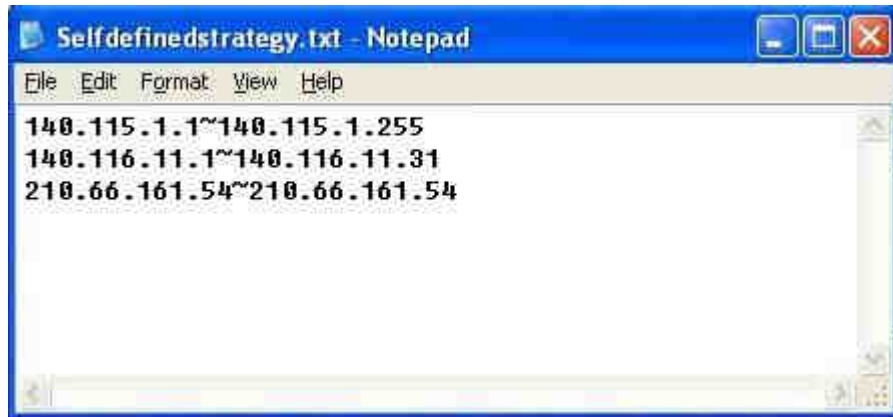 Selfdefinedstrategy.txt - Notepad
File Edit Format View Help
140.115.1.1~140.115.1.255
140.116.11.1~140.116.11.31
210.66.161.54~210.66.161.54